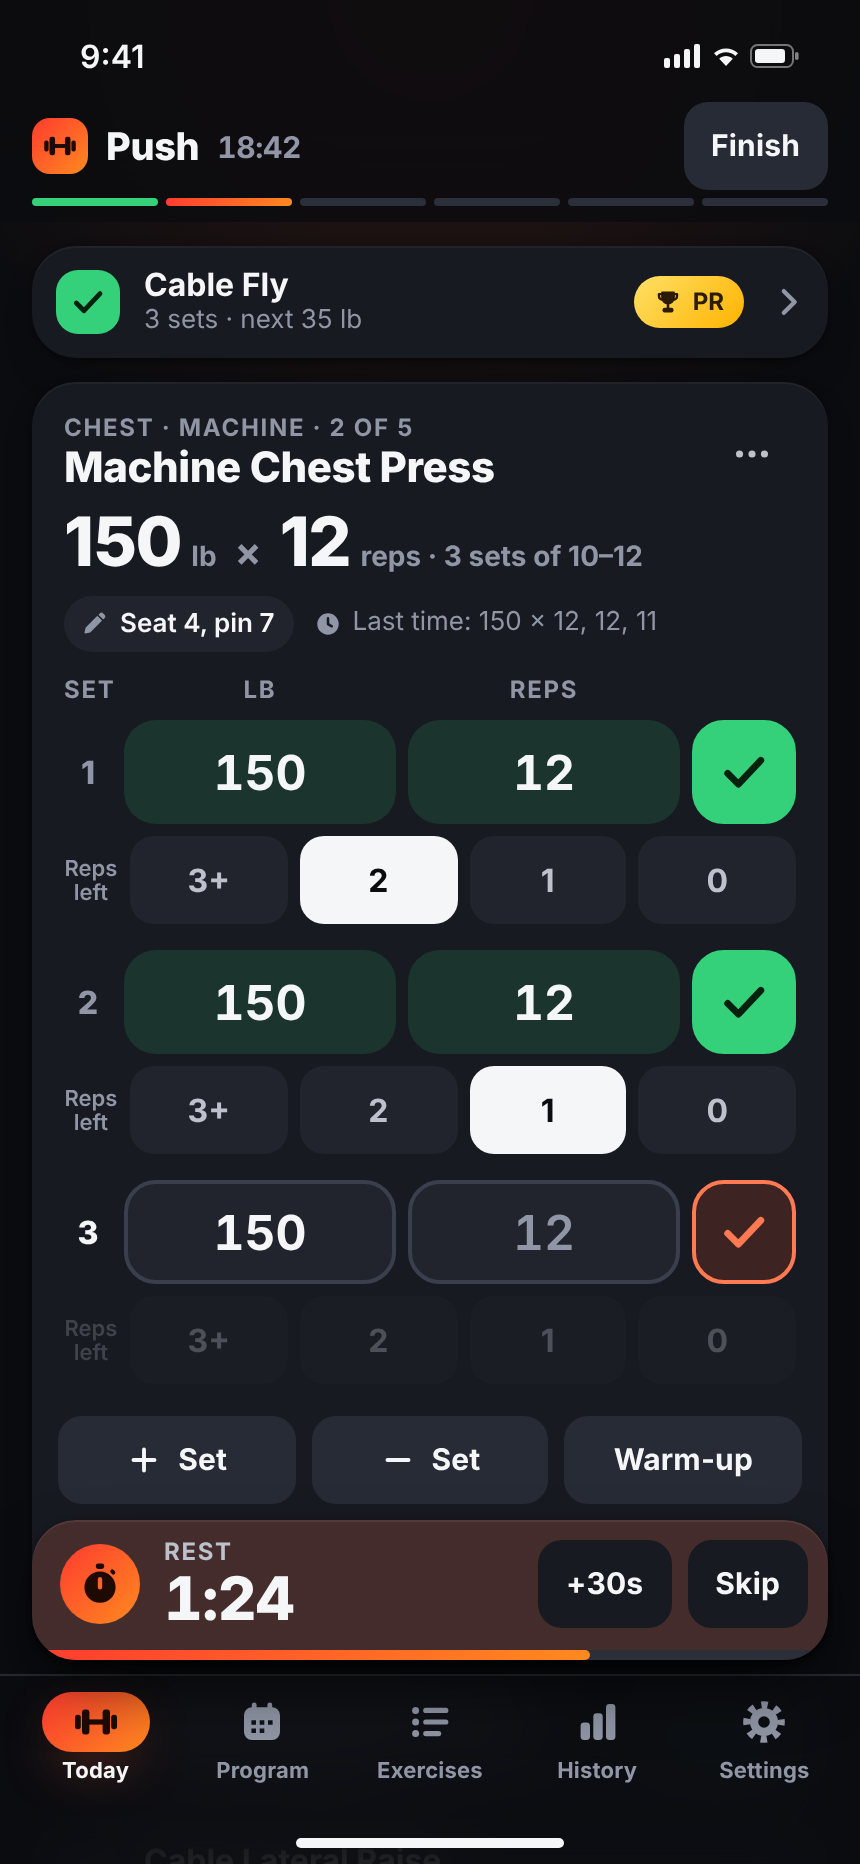 9:41
Push 18:42
Finish
Cable Fly
3 sets · next 35 lb
PR
CHEST · MACHINE · 2 OF 5
Machine Chest Press
150 lb × 12 reps · 3 sets of 10–12
Seat 4, pin 7
Last time: 150 × 12, 12, 11
SET LB REPS
1 150 12
Reps left 3+ 2 1 0
2 150 12
Reps left 3+ 2 1 0
3 150 12
Reps left 3+ 2 1 0
+ Set
− Set
Warm-up
REST
1:24
+30s
Skip
Today
Program
Exercises
History
Settings
Cable Lateral Raise